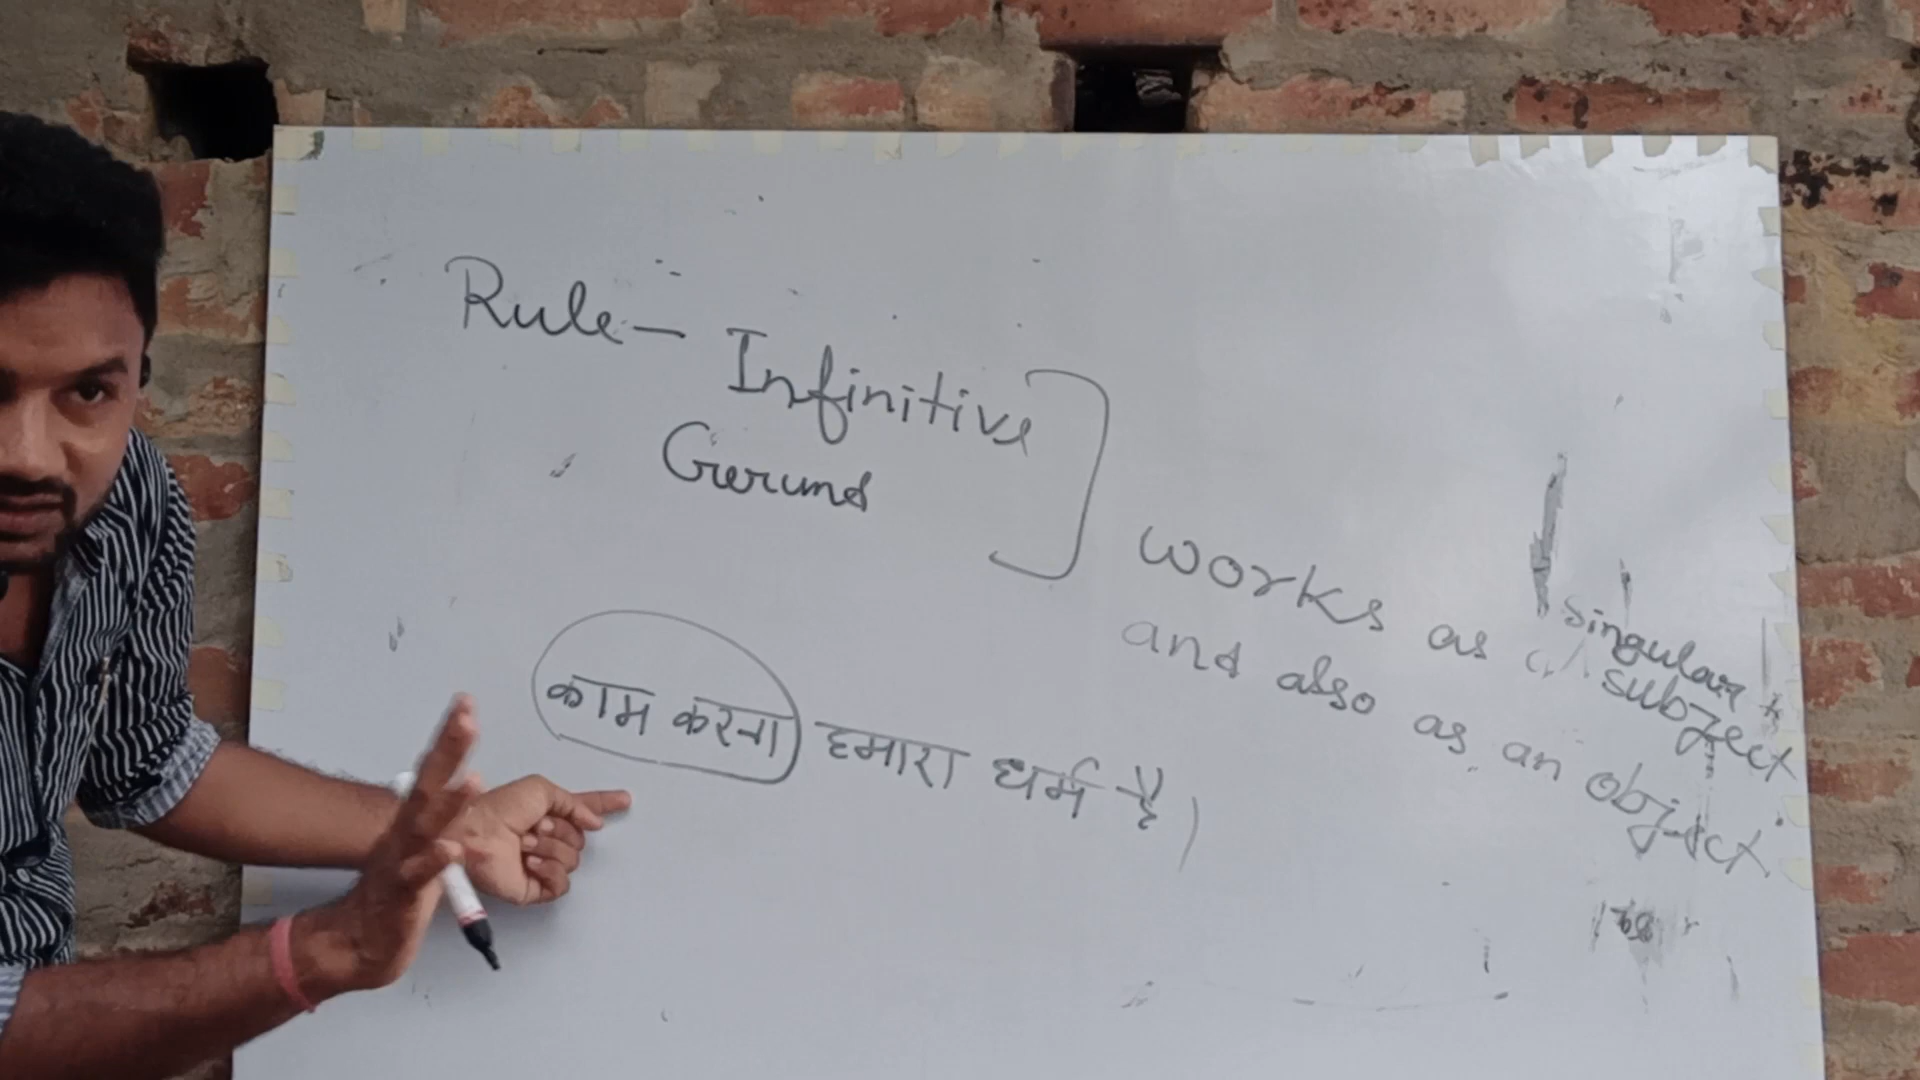 Rule- Infinitive
Gerund
works as a singular subject
and also as an object
काम करना हमारा धर्म है।